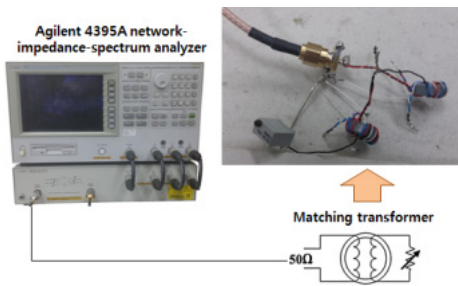 Agilent 4395A network-
impedance-spectrum analyzer
Matching transformer
50Ω